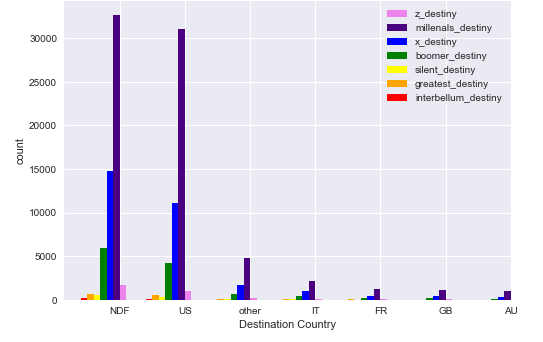 z_destiny
millenals_destiny
x_destiny
boomer_destiny
silent_destiny
greatest_destiny
interbellum_destiny
30000
25000
20000
15000
10000
5000
0
count
NDF US other IT FR GB AU
Destination Country